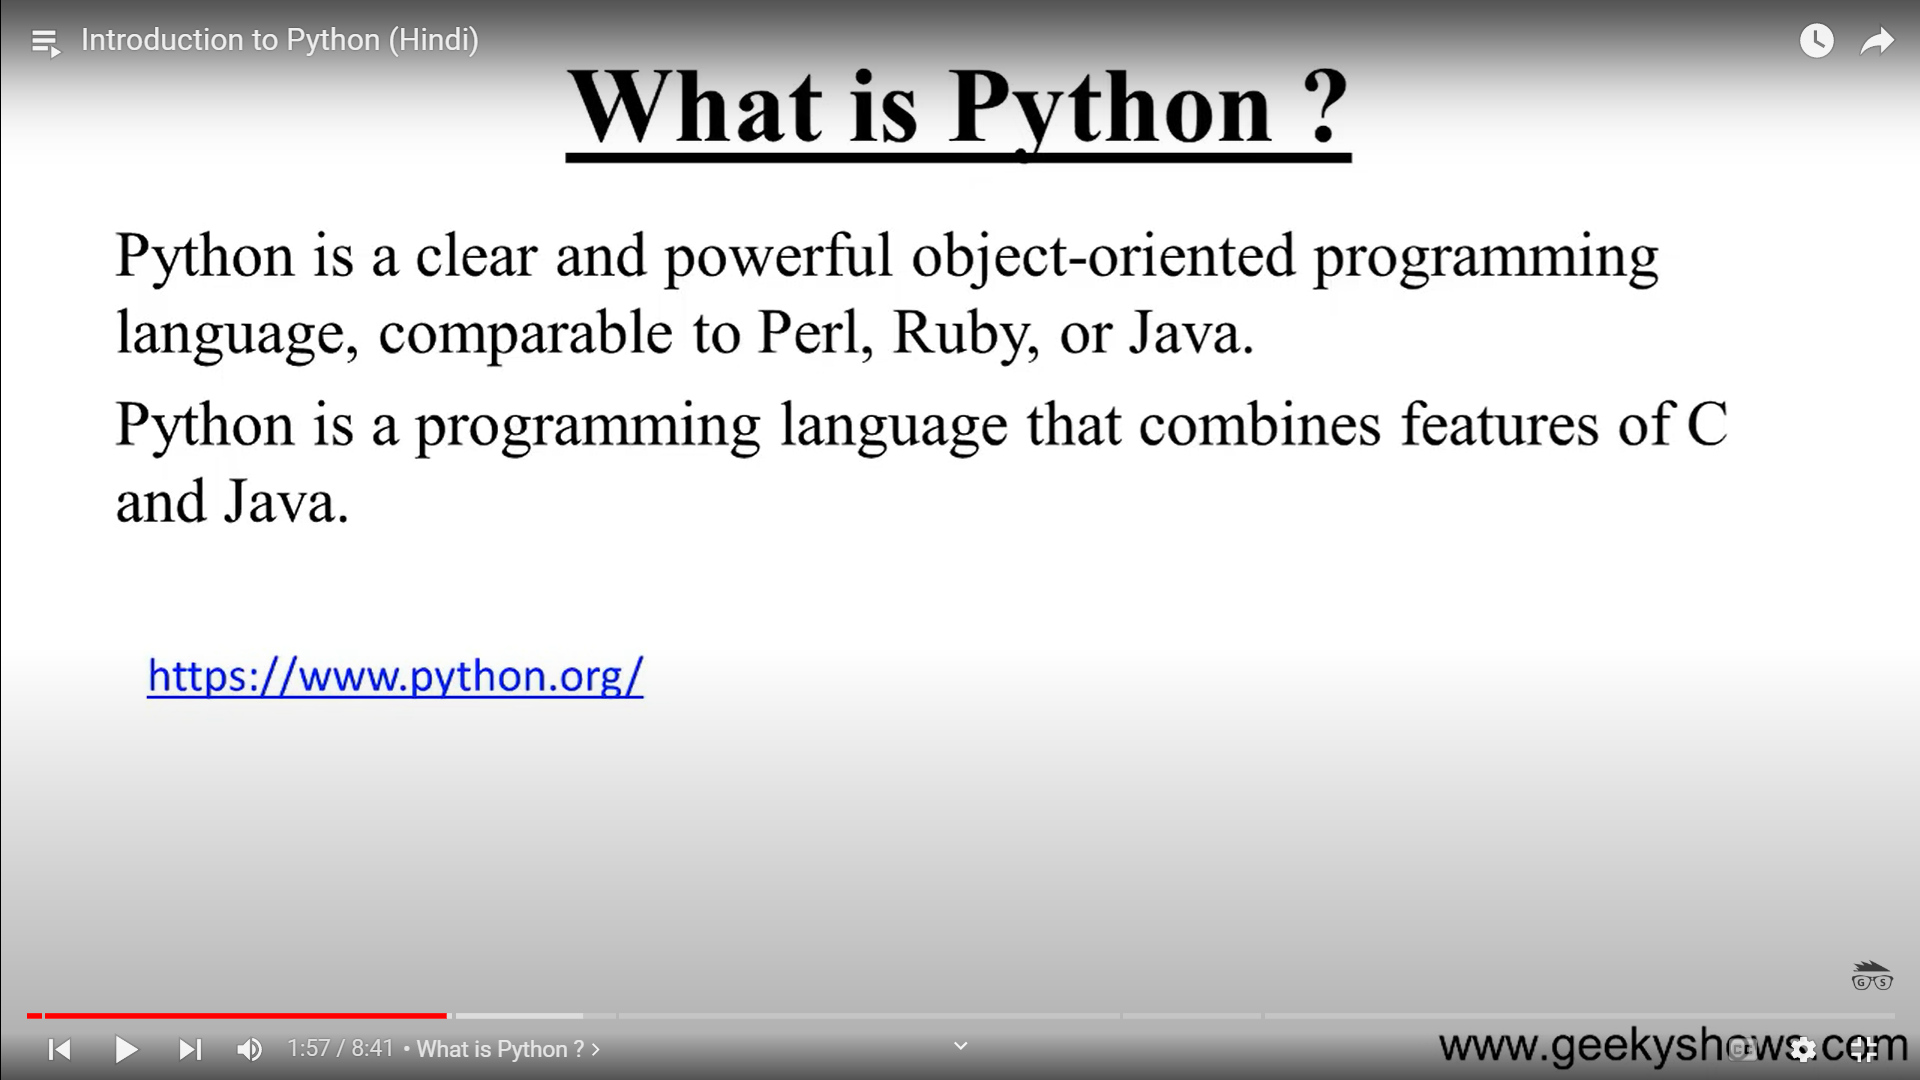 Introduction to Python (Hindi)
What is Python ?
Python is a clear and powerful object-oriented programming
language, comparable to Perl, Ruby, or Java.
Python is a programming language that combines features of C
and Java.
https://www.python.org/
G S
1:57 / 8:41 • What is Python ? ›
www.geekyshows.com
CC